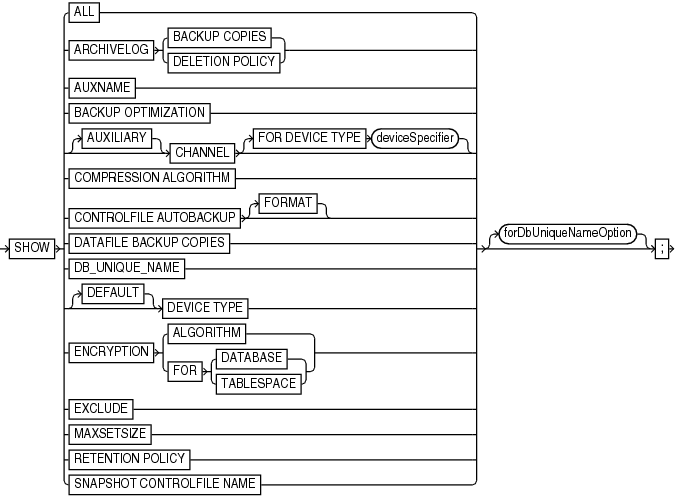 ALL
ARCHIVELOG
BACKUP COPIES
DELETION POLICY
AUXNAME
BACKUP OPTIMIZATION
AUXILIARY
CHANNEL
FOR DEVICE TYPE
deviceSpecifier
COMPRESSION ALGORITHM
CONTROLFILE AUTOBACKUP
FORMAT
SHOW
DATAFILE BACKUP COPIES
forDbUniqueNameOption
;
DB_UNIQUE_NAME
DEFAULT
DEVICE TYPE
ENCRYPTION
ALGORITHM
FOR
DATABASE
TABLESPACE
EXCLUDE
MAXSETSIZE
RETENTION POLICY
SNAPSHOT CONTROLFILE NAME